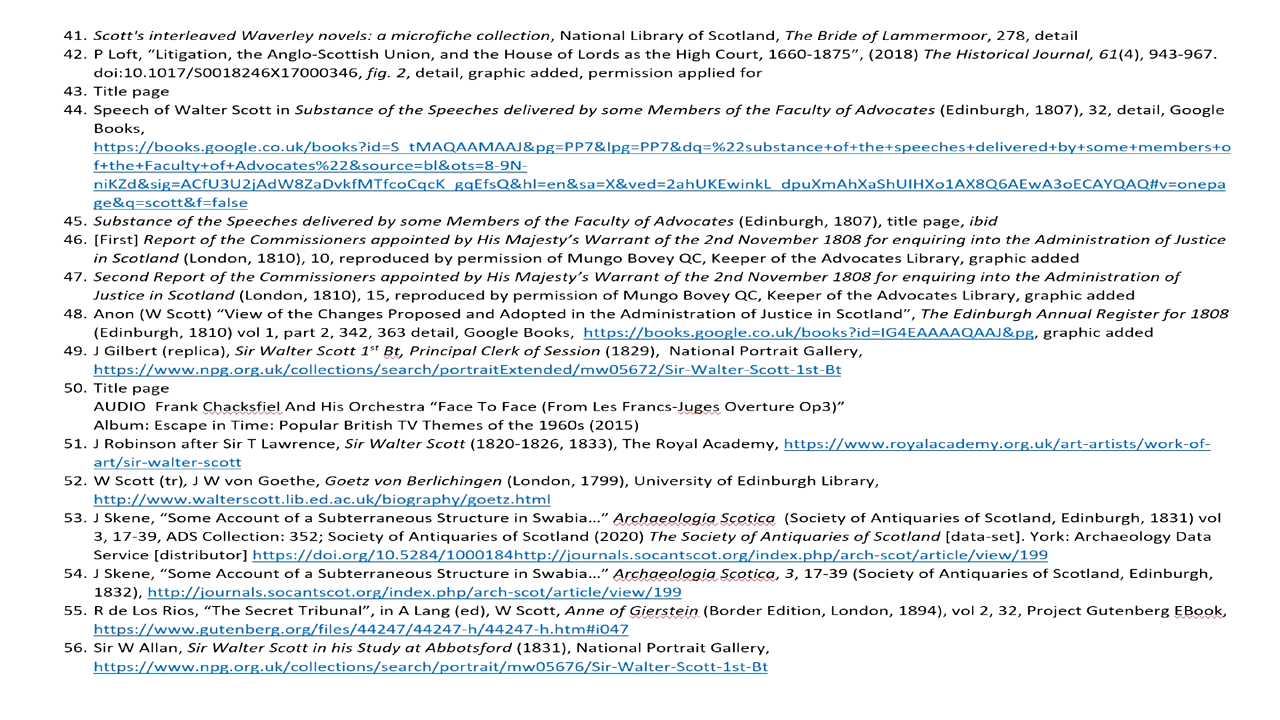 41. Scott's interleaved Waverley novels: a microfiche collection, National Library of Scotland, The Bride of Lammermoor, 278, detail
42. P Loft, “Litigation, the Anglo-Scottish Union, and the House of Lords as the High Court, 1660-1875”, (2018) The Historical Journal, 61(4), 943-967.
doi:10.1017/S0018246X17000346, fig. 2, detail, graphic added, permission applied for
43. Title page
44. Speech of Walter Scott in Substance of the Speeches delivered by some Members of the Faculty of Advocates (Edinburgh, 1807), 32, detail, Google
Books,
https://books.google.co.uk/books?id=S_tMAQAAMAAJ&pg=PP7&lpg=PP7&dq=%22substance+of+the+speeches+delivered+by+some+members+o
f+the+Faculty+of+Advocates%22&source=bl&ots=8-9N-
niKZd&sig=ACfU3U2jAdW8ZaDvkfMTfcoCqcK_gqEfsQ&hl=en&sa=X&ved=2ahUKEwinkL_dpuXmAhXaShUIHXo1AX8Q6AEwA3oECAYQAQ#v=onepa
ge&q=scott&f=false
45. Substance of the Speeches delivered by some Members of the Faculty of Advocates (Edinburgh, 1807), title page, ibid
46. [First] Report of the Commissioners appointed by His Majesty’s Warrant of the 2nd November 1808 for enquiring into the Administration of Justice
in Scotland (London, 1810), 10, reproduced by permission of Mungo Bovey QC, Keeper of the Advocates Library, graphic added
47. Second Report of the Commissioners appointed by His Majesty’s Warrant of the 2nd November 1808 for enquiring into the Administration of
Justice in Scotland (London, 1810), 15, reproduced by permission of Mungo Bovey QC, Keeper of the Advocates Library, graphic added
48. Anon (W Scott) “View of the Changes Proposed and Adopted in the Administration of Justice in Scotland”, The Edinburgh Annual Register for 1808
(Edinburgh, 1810) vol 1, part 2, 342, 363 detail, Google Books, https://books.google.co.uk/books?id=IG4EAAAAQAAJ&pg, graphic added
49. J Gilbert (replica), Sir Walter Scott 1st Bt, Principal Clerk of Session (1829), National Portrait Gallery,
https://www.npg.org.uk/collections/search/portraitExtended/mw05672/Sir-Walter-Scott-1st-Bt
50. Title page
AUDIO Frank Chacksfiel And His Orchestra “Face To Face (From Les Francs-Juges Overture Op3)”
Album: Escape in Time: Popular British TV Themes of the 1960s (2015)
51. J Robinson after Sir T Lawrence, Sir Walter Scott (1820-1826, 1833), The Royal Academy, https://www.royalacademy.org.uk/art-artists/work-of-
art/sir-walter-scott
52. W Scott (tr), J W von Goethe, Goetz von Berlichingen (London, 1799), University of Edinburgh Library,
http://www.walterscott.lib.ed.ac.uk/biography/goetz.html
53. J Skene, “Some Account of a Subterraneous Structure in Swabia...” Archaeologia Scotica (Society of Antiquaries of Scotland, Edinburgh, 1831) vol
3, 17-39, ADS Collection: 352; Society of Antiquaries of Scotland (2020) The Society of Antiquaries of Scotland [data-set]. York: Archaeology Data
Service [distributor] https://doi.org/10.5284/1000184http://journals.socantscot.org/index.php/arch-scot/article/view/199
54. J Skene, “Some Account of a Subterraneous Structure in Swabia...” Archaeologia Scotica, 3, 17-39 (Society of Antiquaries of Scotland, Edinburgh,
1832), http://journals.socantscot.org/index.php/arch-scot/article/view/199
55. R de Los Rios, “The Secret Tribunal”, in A Lang (ed), W Scott, Anne of Gierstein (Border Edition, London, 1894), vol 2, 32, Project Gutenberg EBook,
https://www.gutenberg.org/files/44247/44247-h/44247-h.htm#i047
56. Sir W Allan, Sir Walter Scott in his Study at Abbotsford (1831), National Portrait Gallery,
https://www.npg.org.uk/collections/search/portrait/mw05676/Sir-Walter-Scott-1st-Bt